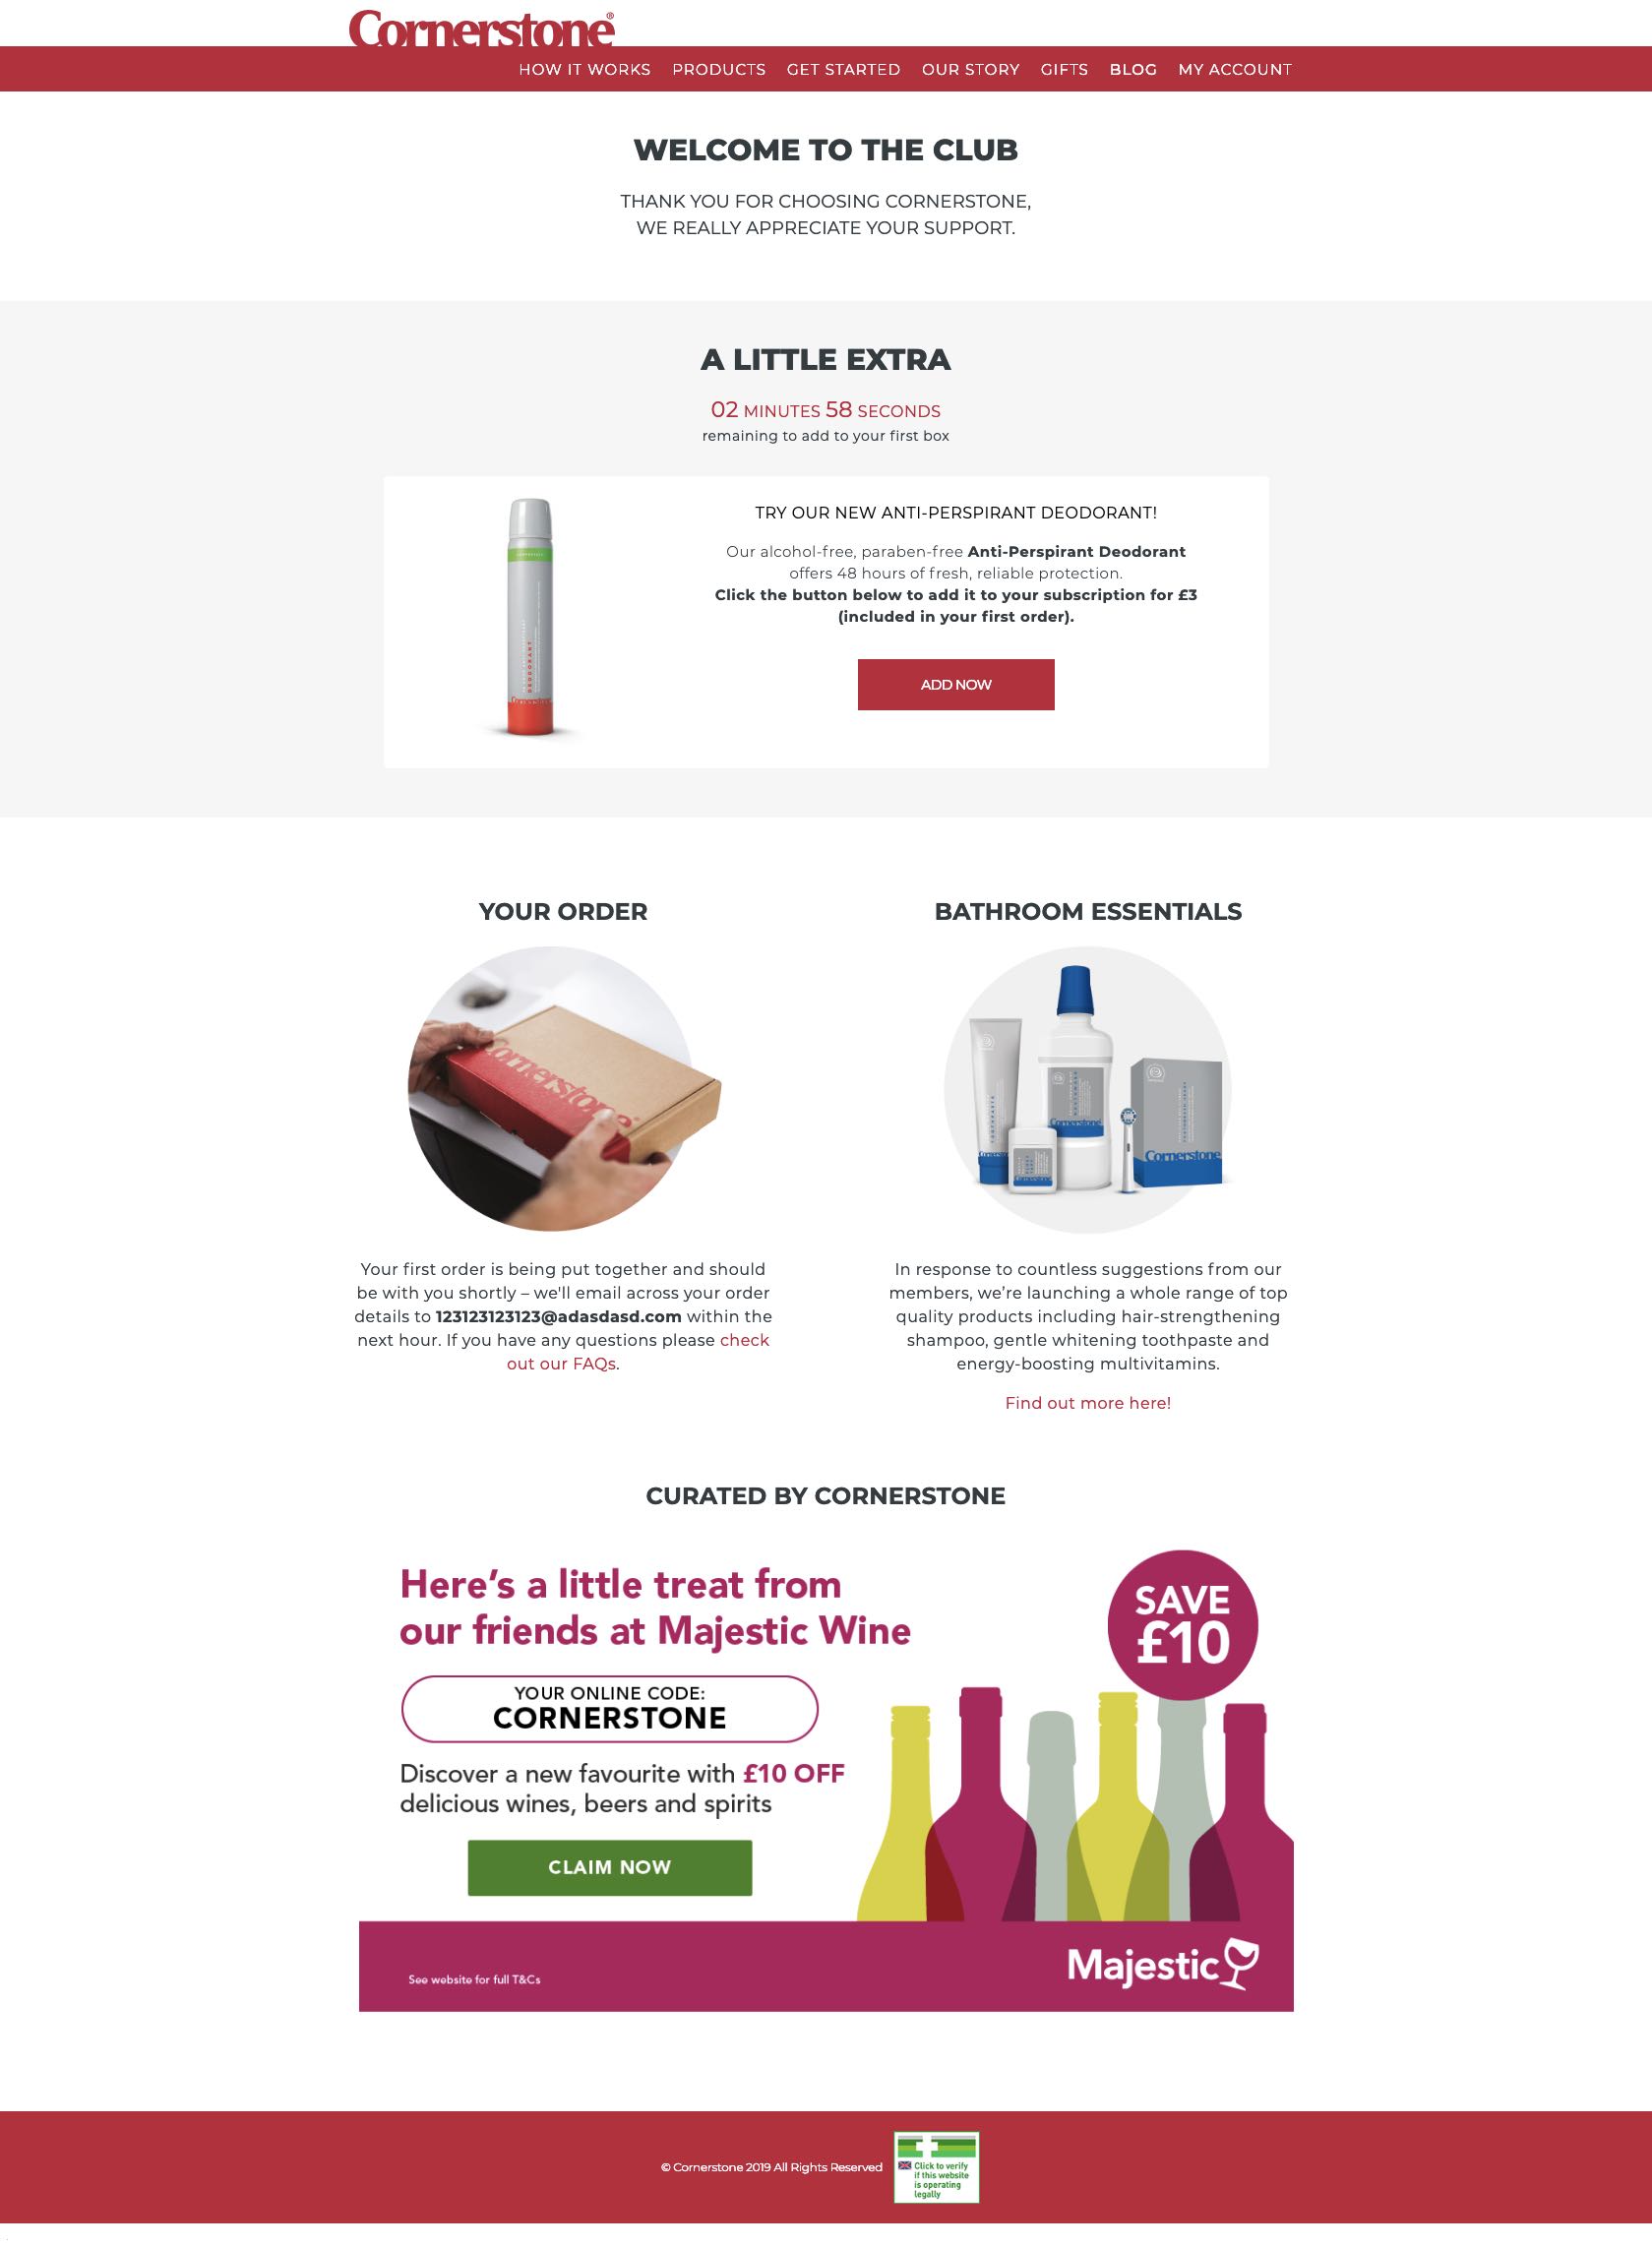 Cornerstone®
HOW IT WORKS PRODUCTS GET STARTED OUR STORY GIFTS BLOG MY ACCOUNT
WELCOME TO THE CLUB
THANK YOU FOR CHOOSING CORNERSTONE,
WE REALLY APPRECIATE YOUR SUPPORT.
A LITTLE EXTRA
02 MINUTES 58 SECONDS
remaining to add to your first box
DEODORANT
Cornerstone
TRY OUR NEW ANTI-PERSPIRANT DEODORANT!
Our alcohol-free, paraben-free Anti-Perspirant Deodorant
offers 48 hours of fresh, reliable protection.
Click the button below to add it to your subscription for £3
(included in your first order).
ADD NOW
YOUR ORDER
Cornerstone®
Your first order is being put together and should
be with you shortly – we'll email across your order
details to 123123123123@adasdasd.com within the
next hour. If you have any questions please check
out our FAQs.
BATHROOM ESSENTIALS
Cornerstone
Cornerstone
Cornerstone
In response to countless suggestions from our
members, we’re launching a whole range of top
quality products including hair-strengthening
shampoo, gentle whitening toothpaste and
energy-boosting multivitamins.
Find out more here!
CURATED BY CORNERSTONE
Here’s a little treat from
our friends at Majestic Wine
SAVE
£10
YOUR ONLINE CODE:
CORNERSTONE
Discover a new favourite with £10 OFF
delicious wines, beers and spirits
CLAIM NOW
See website for full T&Cs
Majestic
© Cornerstone 2019 All Rights Reserved
Click to verify
if this website
is operating
legally